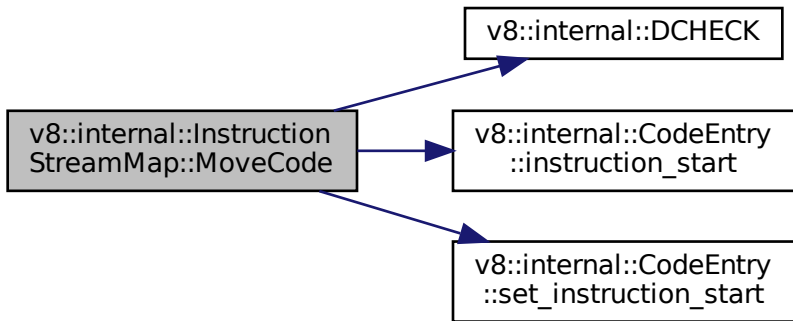 v8::internal::DCHECK
v8::internal::Instruction
StreamMap::MoveCode
v8::internal::CodeEntry
::instruction_start
v8::internal::CodeEntry
::set_instruction_start